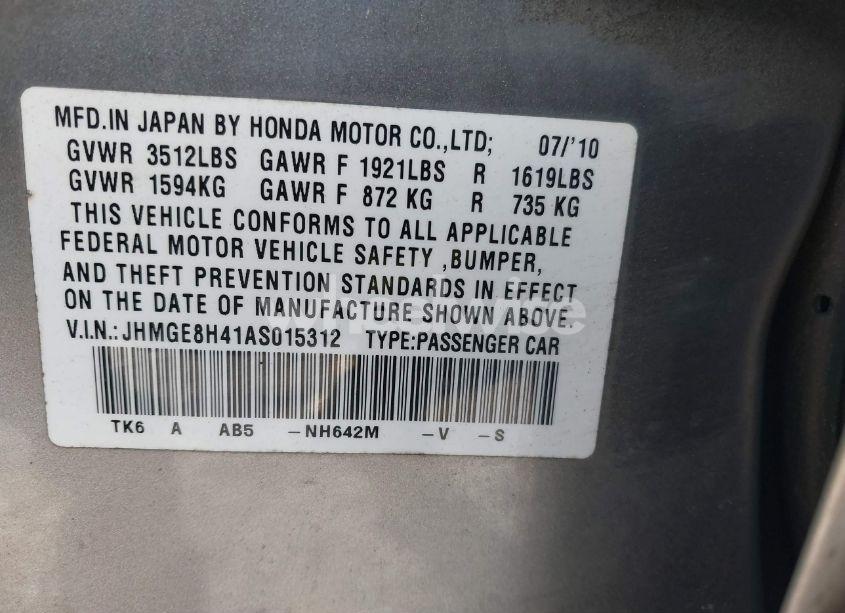 MFD.IN JAPAN BY HONDA MOTOR CO.,LTD; 07/'10
GVWR 3512LBS GAWR F 1921LBS R 1619LBS
GVWR 1594KG GAWR F 872 KG R 735 KG
THIS VEHICLE CONFORMS TO ALL APPLICABLE
FEDERAL MOTOR VEHICLE SAFETY ,BUMPER,
AND THEFT PREVENTION STANDARDS IN EFFECT
ON THE DATE OF MANUFACTURE SHOWN ABOVE.
V.I.N.:JHMGE8H41AS015312 TYPE:PASSENGER CAR
TK6 A AB5 -NH642M -V -S